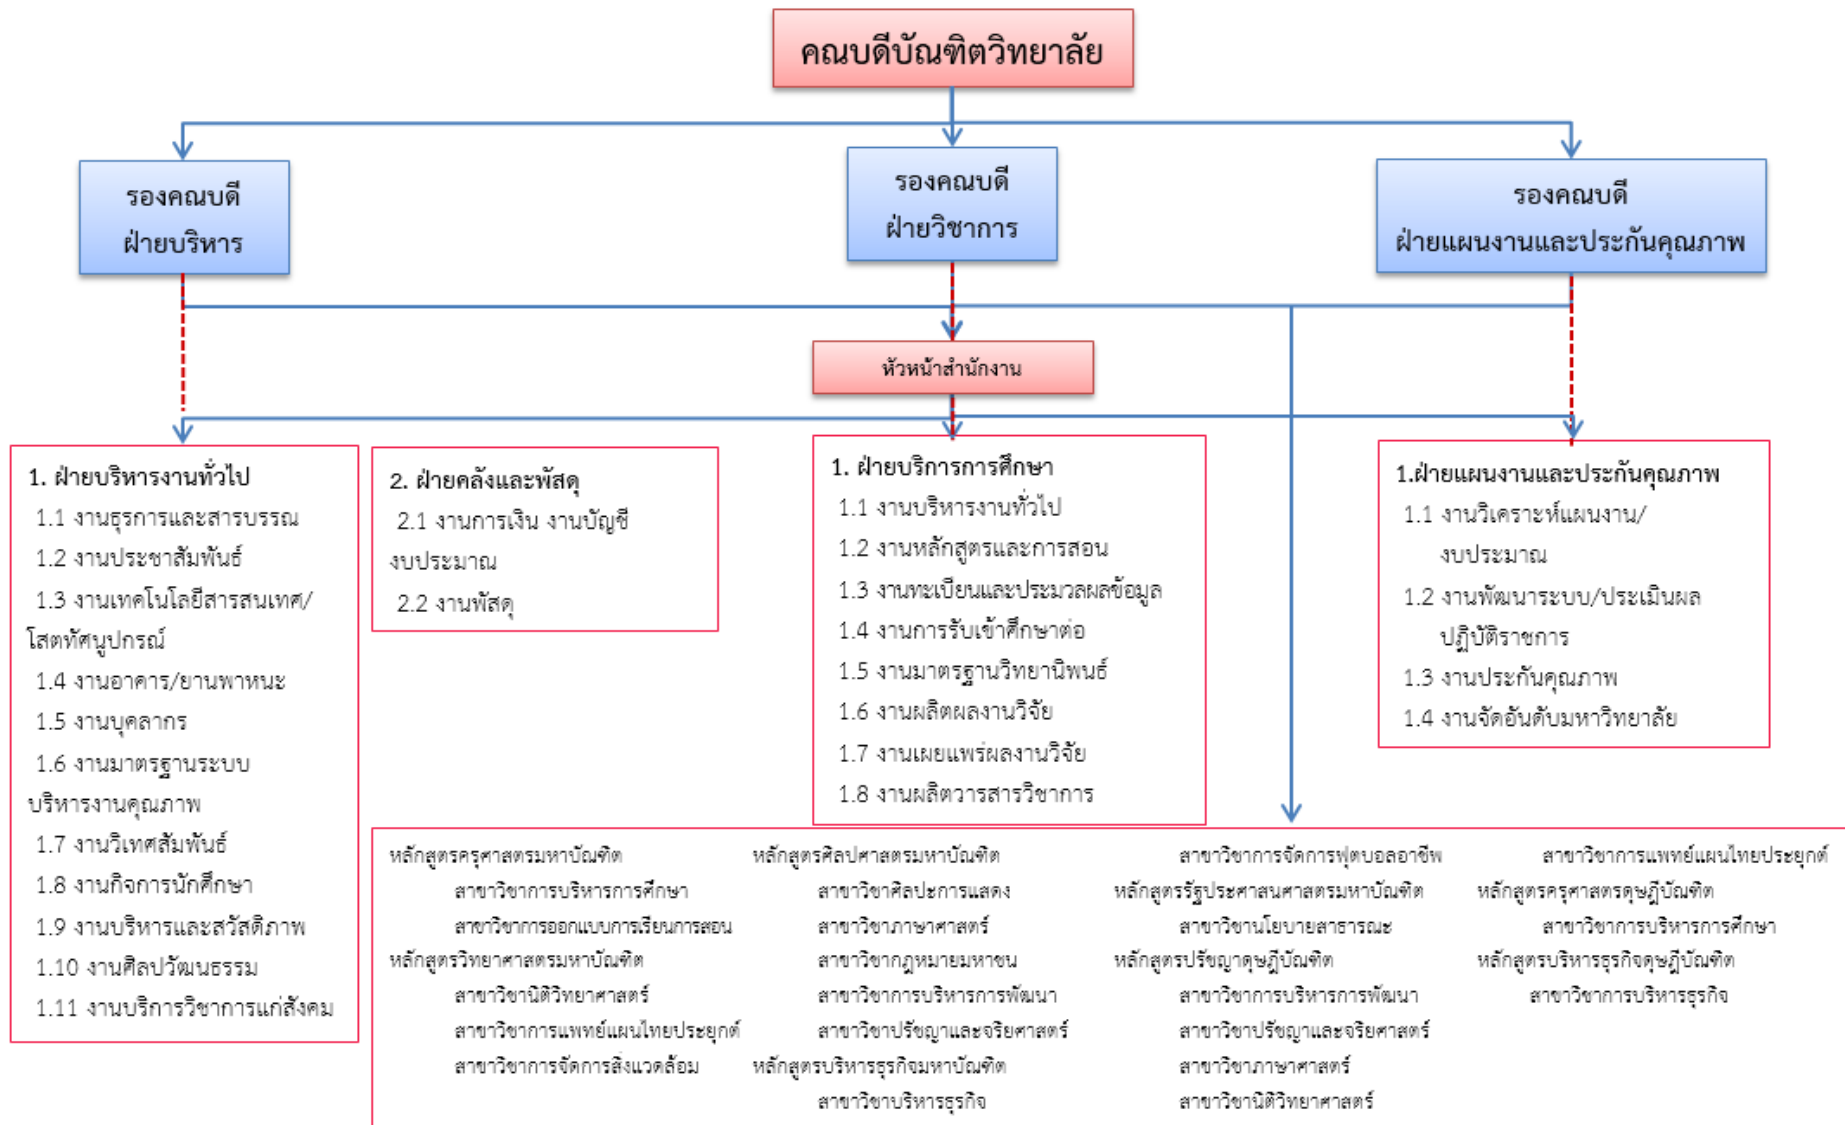 คณบดีบัณฑิตวิทยาลัย
รองคณบดี
ฝ่ายบริหาร
รองคณบดี
ฝ่ายวิชาการ
รองคณบดี
ฝ่ายแผนงานและประกันคุณภาพ
หัวหน้าสำนักงาน
1. ฝ่ายบริหารงานทั่วไป
1.1 งานธุรการและสารบรรณ
1.2 งานประชาสัมพันธ์
1.3 งานเทคโนโลยีสารสนเทศ/
โสตทัศนูปกรณ์
1.4 งานอาคาร/ยานพาหนะ
1.5 งานบุคลากร
1.6 งานมาตรฐานระบบ
บริหารงานคุณภาพ
1.7 งานวิเทศสัมพันธ์
1.8 งานกิจการนักศึกษา
1.9 งานบริหารและสวัสดิภาพ
1.10 งานศิลปวัฒนธรรม
1.11 งานบริการวิชาการแก่สังคม
2. ฝ่ายคลังและพัสดุ
2.1 งานการเงิน งานบัญชี
งบประมาณ
2.2 งานพัสดุ
1. ฝ่ายบริการการศึกษา
1.1 งานบริหารงานทั่วไป
1.2 งานหลักสูตรและการสอน
1.3 งานทะเบียนและประมวลผลข้อมูล
1.4 งานการรับเข้าศึกษาต่อ
1.5 งานมาตรฐานวิทยานิพนธ์
1.6 งานผลิตผลงานวิจัย
1.7 งานเผยแพร่ผลงานวิจัย
1.8 งานผลิตวารสารวิชาการ
1.ฝ่ายแผนงานและประกันคุณภาพ
1.1 งานวิเคราะห์แผนงาน/
งบประมาณ
1.2 งานพัฒนาระบบ/ประเมินผล
ปฏิบัติราชการ
1.3 งานประกันคุณภาพ
1.4 งานจัดอันดับมหาวิทยาลัย
หลักสูตรครุศาสตรมหาบัณฑิต
สาขาวิชาการบริหารการศึกษา
สาขาวิชาการออกแบบการเรียนการสอน
หลักสูตรวิทยาศาสตรมหาบัณฑิต
สาขาวิชานิติวิทยาศาสตร์
สาขาวิชาการแพทย์แผนไทยประยุกต์
สาขาวิชาการจัดการสิ่งแวดล้อม
หลักสูตรศิลปศาสตรมหาบัณฑิต
สาขาวิชาศิลปะการแสดง
สาขาวิชาภาษาศาสตร์
สาขาวิชากฎหมายมหาชน
สาขาวิชาการบริหารการพัฒนา
สาขาวิชาปรัชญาและจริยศาสตร์
หลักสูตรบริหารธุรกิจมหาบัณฑิต
สาขาวิชาบริหารธุรกิจ
สาขาวิชาการจัดการฟุตบอลอาชีพ
หลักสูตรรัฐประศาสนศาสตรมหาบัณฑิต
สาขาวิชานโยบายสาธารณะ
หลักสูตรปรัชญาดุษฎีบัณฑิต
สาขาวิชาการบริหารการพัฒนา
สาขาวิชาปรัชญาและจริยศาสตร์
สาขาวิชาภาษาศาสตร์
สาขาวิชานิติวิทยาศาสตร์
สาขาวิชาการแพทย์แผนไทยประยุกต์
หลักสูตรครุศาสตรดุษฎีบัณฑิต
สาขาวิชาการบริหารการศึกษา
หลักสูตรบริหารธุรกิจดุษฎีบัณฑิต
สาขาวิชาการบริหารธุรกิจ